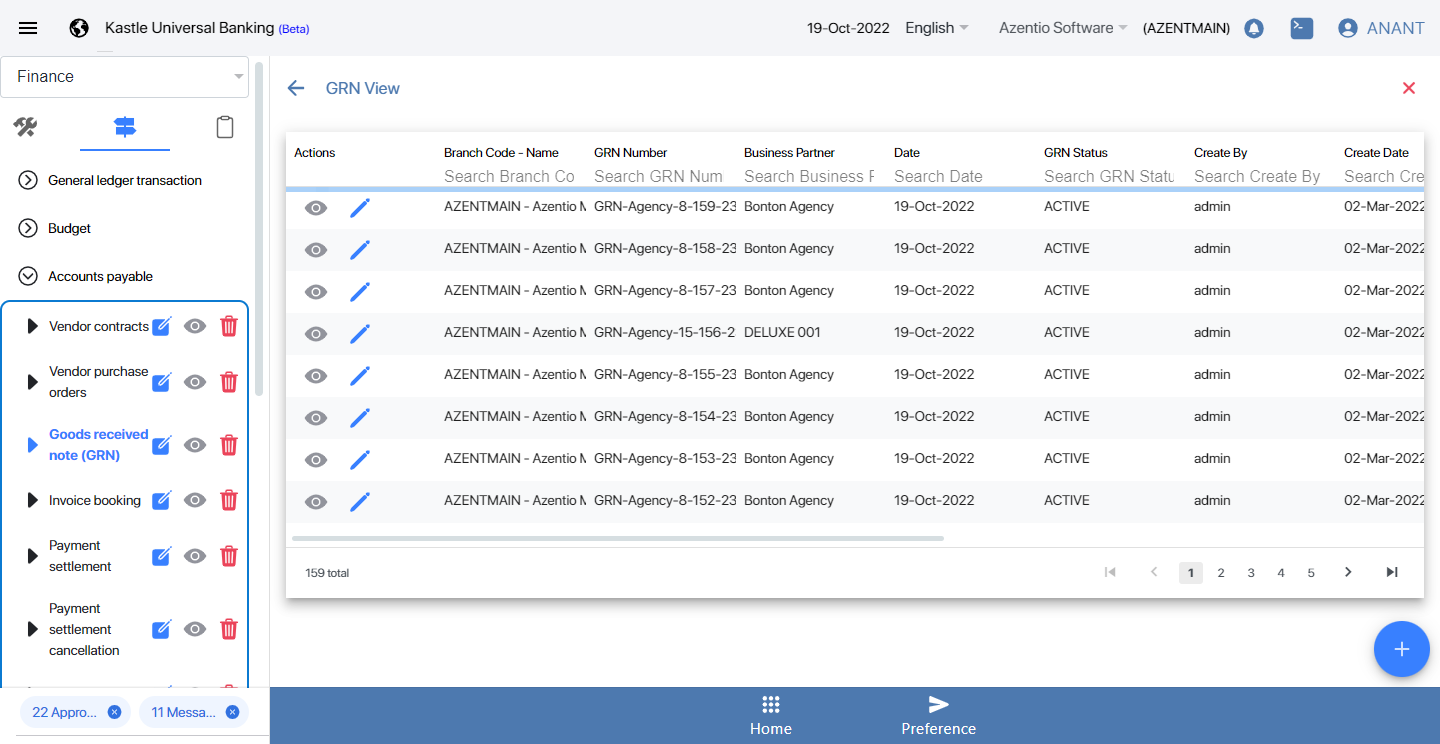 Kastle Universal Banking (Beta)
19-Oct-2022 English Azentio Software (AZENTMAIN) ANANT
Finance
General ledger transaction
Budget
Accounts payable
Vendor contracts
Vendor purchase
orders
Goods received
note (GRN)
Invoice booking
Payment
settlement
Payment
settlement
cancellation
22 Appro... 11 Messa...
GRN View
Actions Branch Code - Name GRN Number Business Partner Date GRN Status Create By Create Date
Search Branch Co Search GRN Num Search Business F Search Date Search GRN Statu Search Create By Search Cre
AZENTMAIN - Azentio M GRN-Agency-8-159-23 Bonton Agency 19-Oct-2022 ACTIVE admin 02-Mar-2022
AZENTMAIN - Azentio M GRN-Agency-8-158-23 Bonton Agency 19-Oct-2022 ACTIVE admin 02-Mar-2022
AZENTMAIN - Azentio M GRN-Agency-8-157-23 Bonton Agency 19-Oct-2022 ACTIVE admin 02-Mar-2022
AZENTMAIN - Azentio M GRN-Agency-15-156-2 DELUXE 001 19-Oct-2022 ACTIVE admin 02-Mar-2022
AZENTMAIN - Azentio M GRN-Agency-8-155-23 Bonton Agency 19-Oct-2022 ACTIVE admin 02-Mar-2022
AZENTMAIN - Azentio M GRN-Agency-8-154-23 Bonton Agency 19-Oct-2022 ACTIVE admin 02-Mar-2022
AZENTMAIN - Azentio M GRN-Agency-8-153-23 Bonton Agency 19-Oct-2022 ACTIVE admin 02-Mar-2022
AZENTMAIN - Azentio M GRN-Agency-8-152-23 Bonton Agency 19-Oct-2022 ACTIVE admin 02-Mar-2022
159 total 1 2 3 4 5
Home Preference